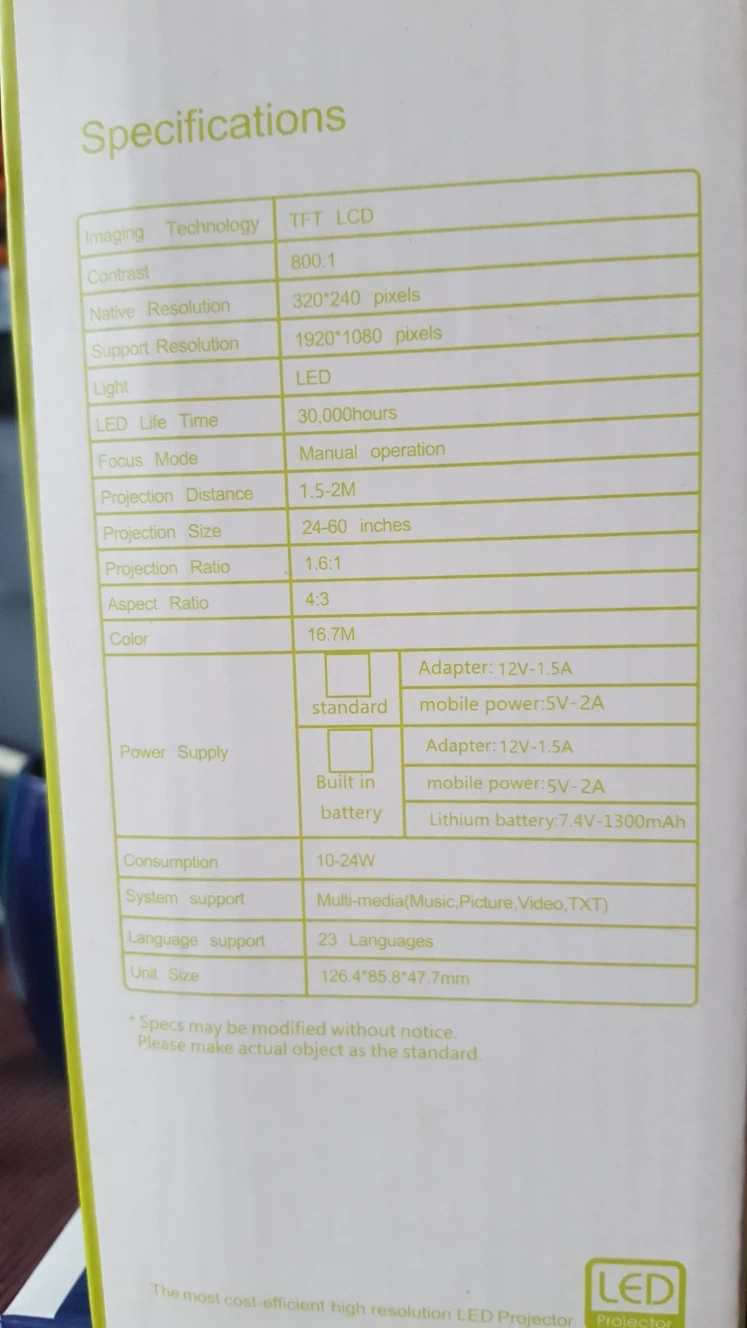 Specifications
Imaging Technology TFT LCD
Contrast 800:1
Native Resolution 320*240 pixels
Support Resolution 1920*1080 pixels
Light LED
LED Life Time 30,000hours
Focus Mode Manual operation
Projection Distance 1.5-2M
Projection Size 24-60 inches
Projection Ratio 1.6:1
Aspect Ratio 4:3
Color 16.7M
Power Supply
standard
Adapter: 12V-1.5A
mobile power:5V-2A
Built in
battery
Adapter: 12V-1.5A
mobile power:5V-2A
Lithium battery:7.4V-1300mAh
Consumption 10-24W
System support Multi-media(Music,Picture,Video,TXT)
Language support 23 Languages
Unit Size 126.4*85.8*47.7mm
* Specs may be modified without notice.
Please make actual object as the standard.
The most cost-efficient high resolution LED Projector
LED
Projector